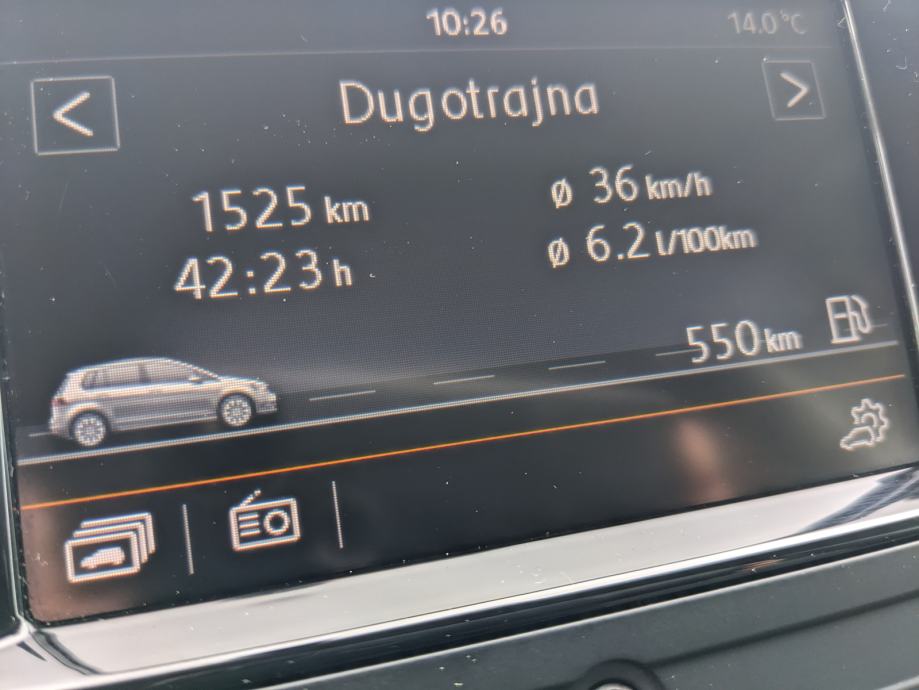 10:26 14.0°C
< Dugotrajna >
1525 km ø 36 km/h
42:23 h ø 6.2 l/100km
550 km